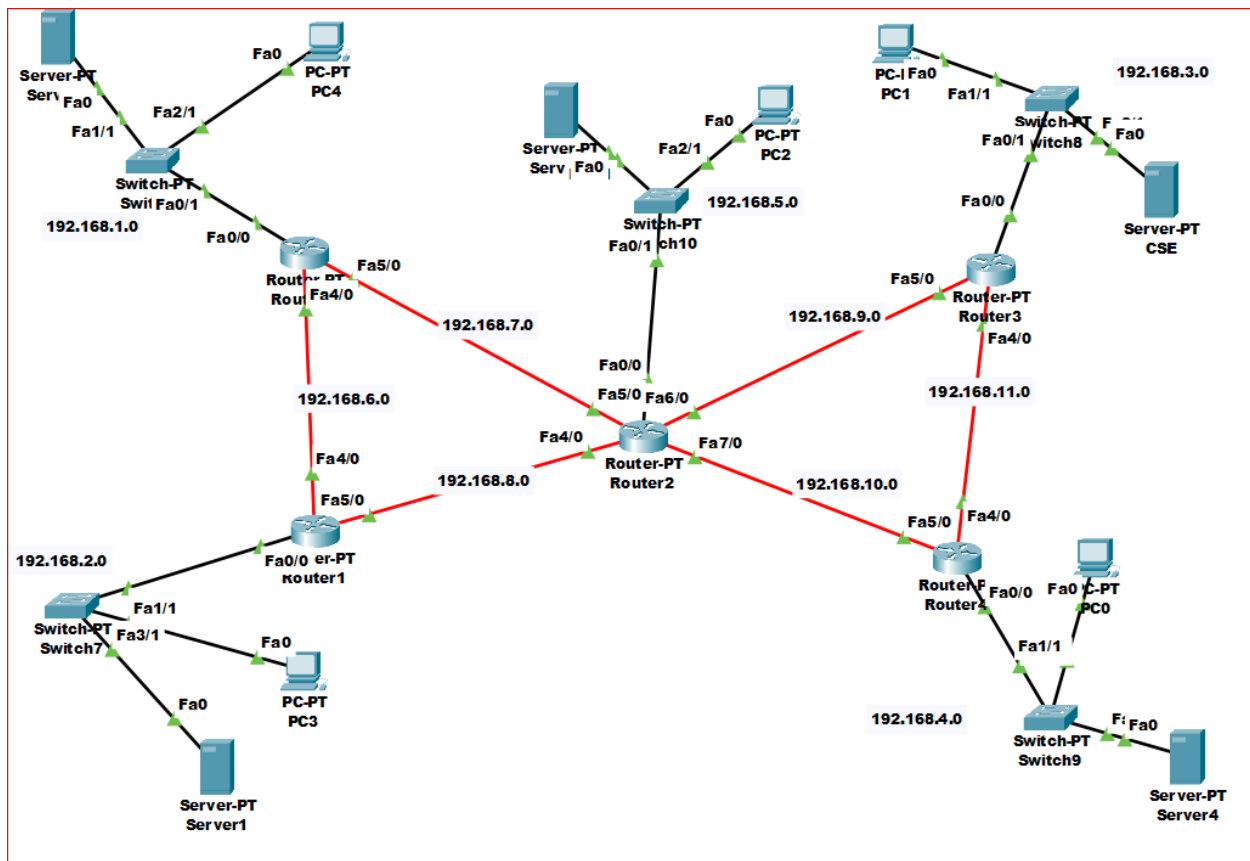 Fa0
PC-PT
PC4
Server-PT
Fa0
Fa2/1
Fa1/1
Switch-PT
Fa0/1
192.168.1.0
Fa0/0
Fa5/0
Fa4/0
192.168.7.0
192.168.6.0
Fa0
PC-PT
PC2
Server-PT
Fa0
Fa2/1
192.168.5.0
Switch-PT
Fa0/1
Fa0
PC1
192.168.3.0
Fa1/1
Fa0
Fa0/1
Fa0/0
Server-PT
CSE
Fa5/0
Router-PT
Router3
Fa4/0
192.168.9.0
192.168.11.0
Fa0/0
Fa5/0
Fa6/0
Fa4/0
Fa7/0
Router-PT
Router2
192.168.8.0
192.168.10.0
Fa4/0
Fa5/0
Fa0/0
Router1
192.168.2.0
Fa1/1
Fa3/1
Switch-PT
Switch7
Fa0
PC-PT
PC3
Fa0
Server-PT
Server1
Fa5/0
Fa4/0
Fa0/0
Fa0
PC0
Fa1/1
192.168.4.0
Switch-PT
Switch9
Fa0
Server-PT
Server4